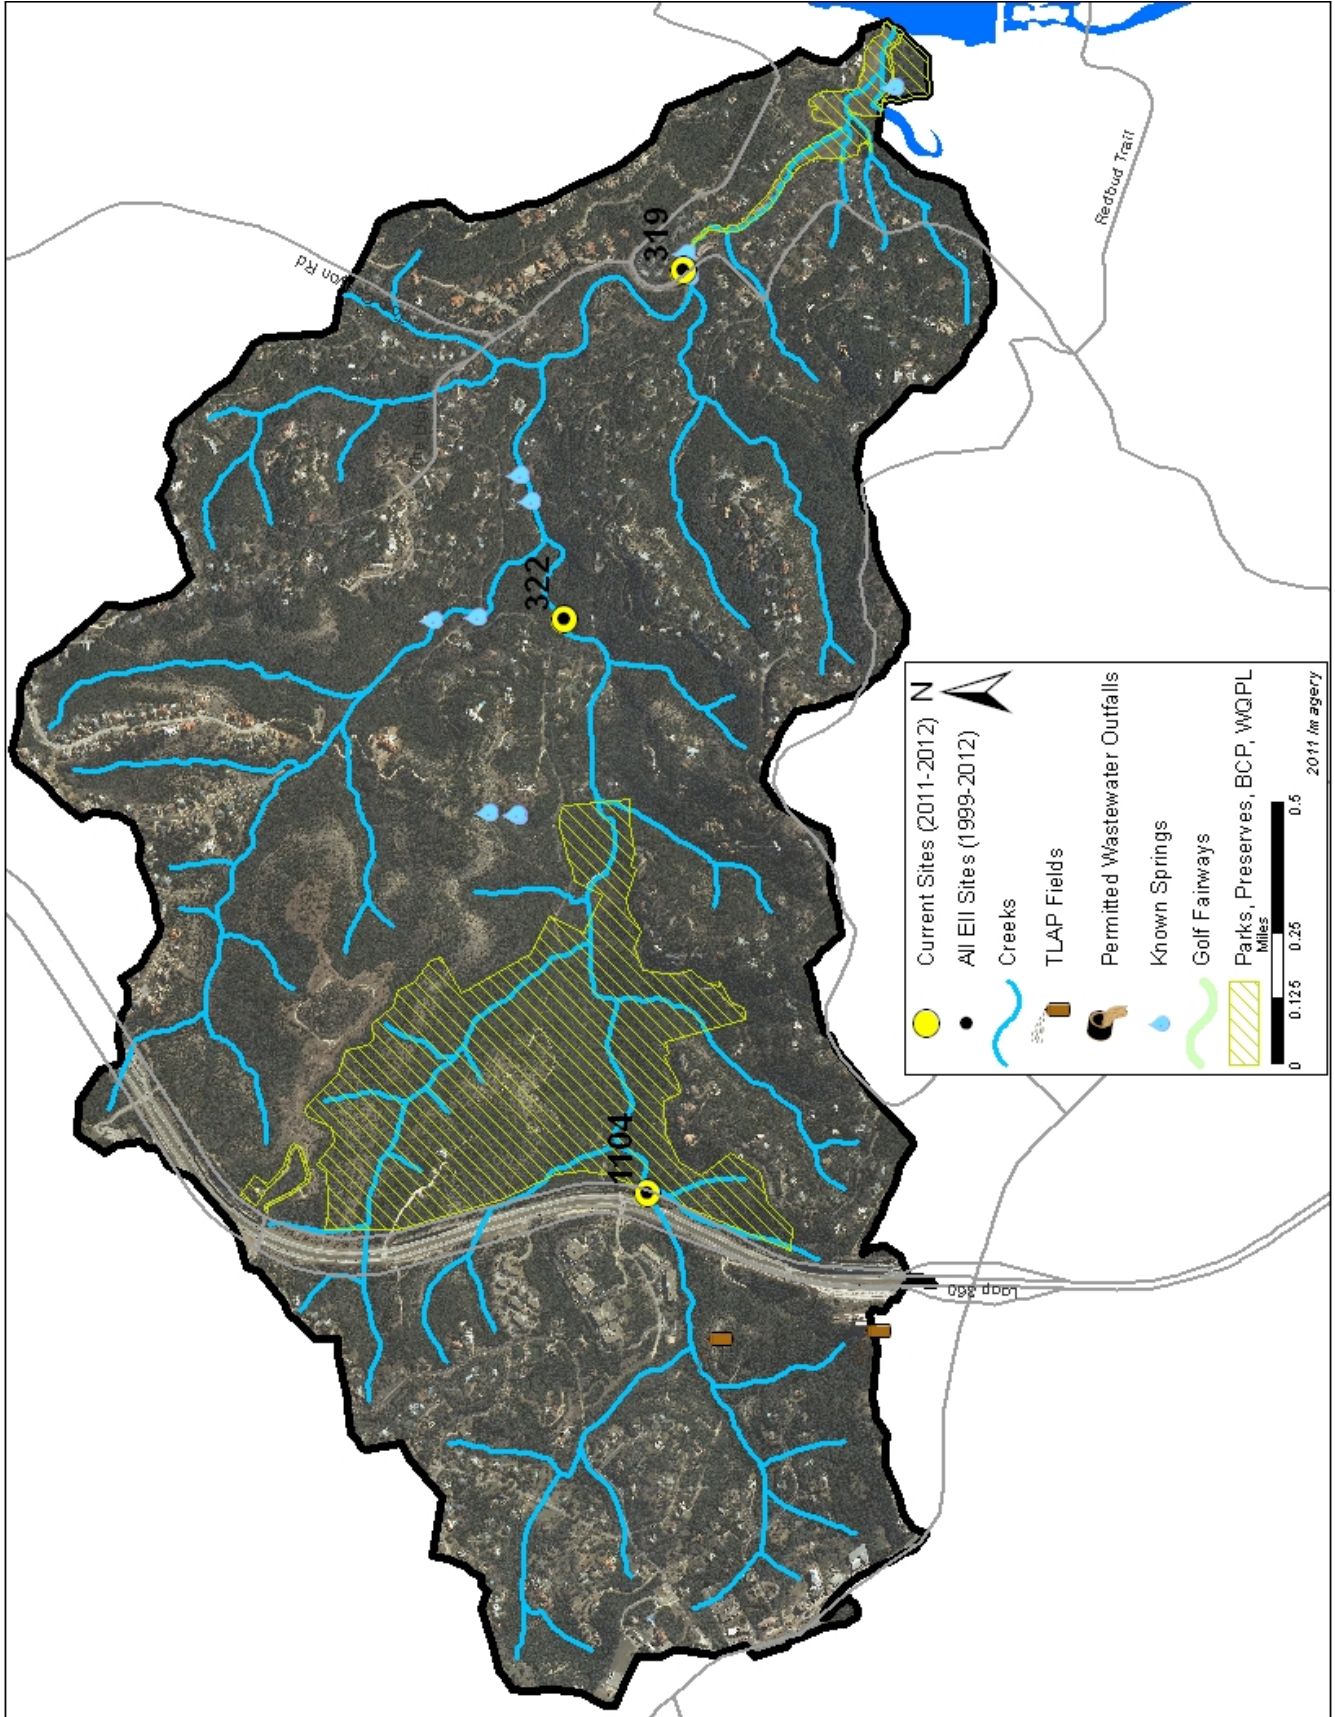 von Rd
319
Redbud Trail
322
1104
Loop 360
N
Current Sites (2011-2012)
All EII Sites (1999-2012)
Creeks
TLAP Fields
Permitted Wastewater Outfalls
Known Springs
Golf Fairways
Parks, Preserves, BCP, WQPL
Miles
0 0.125 0.25 0.5
2011 Imagery